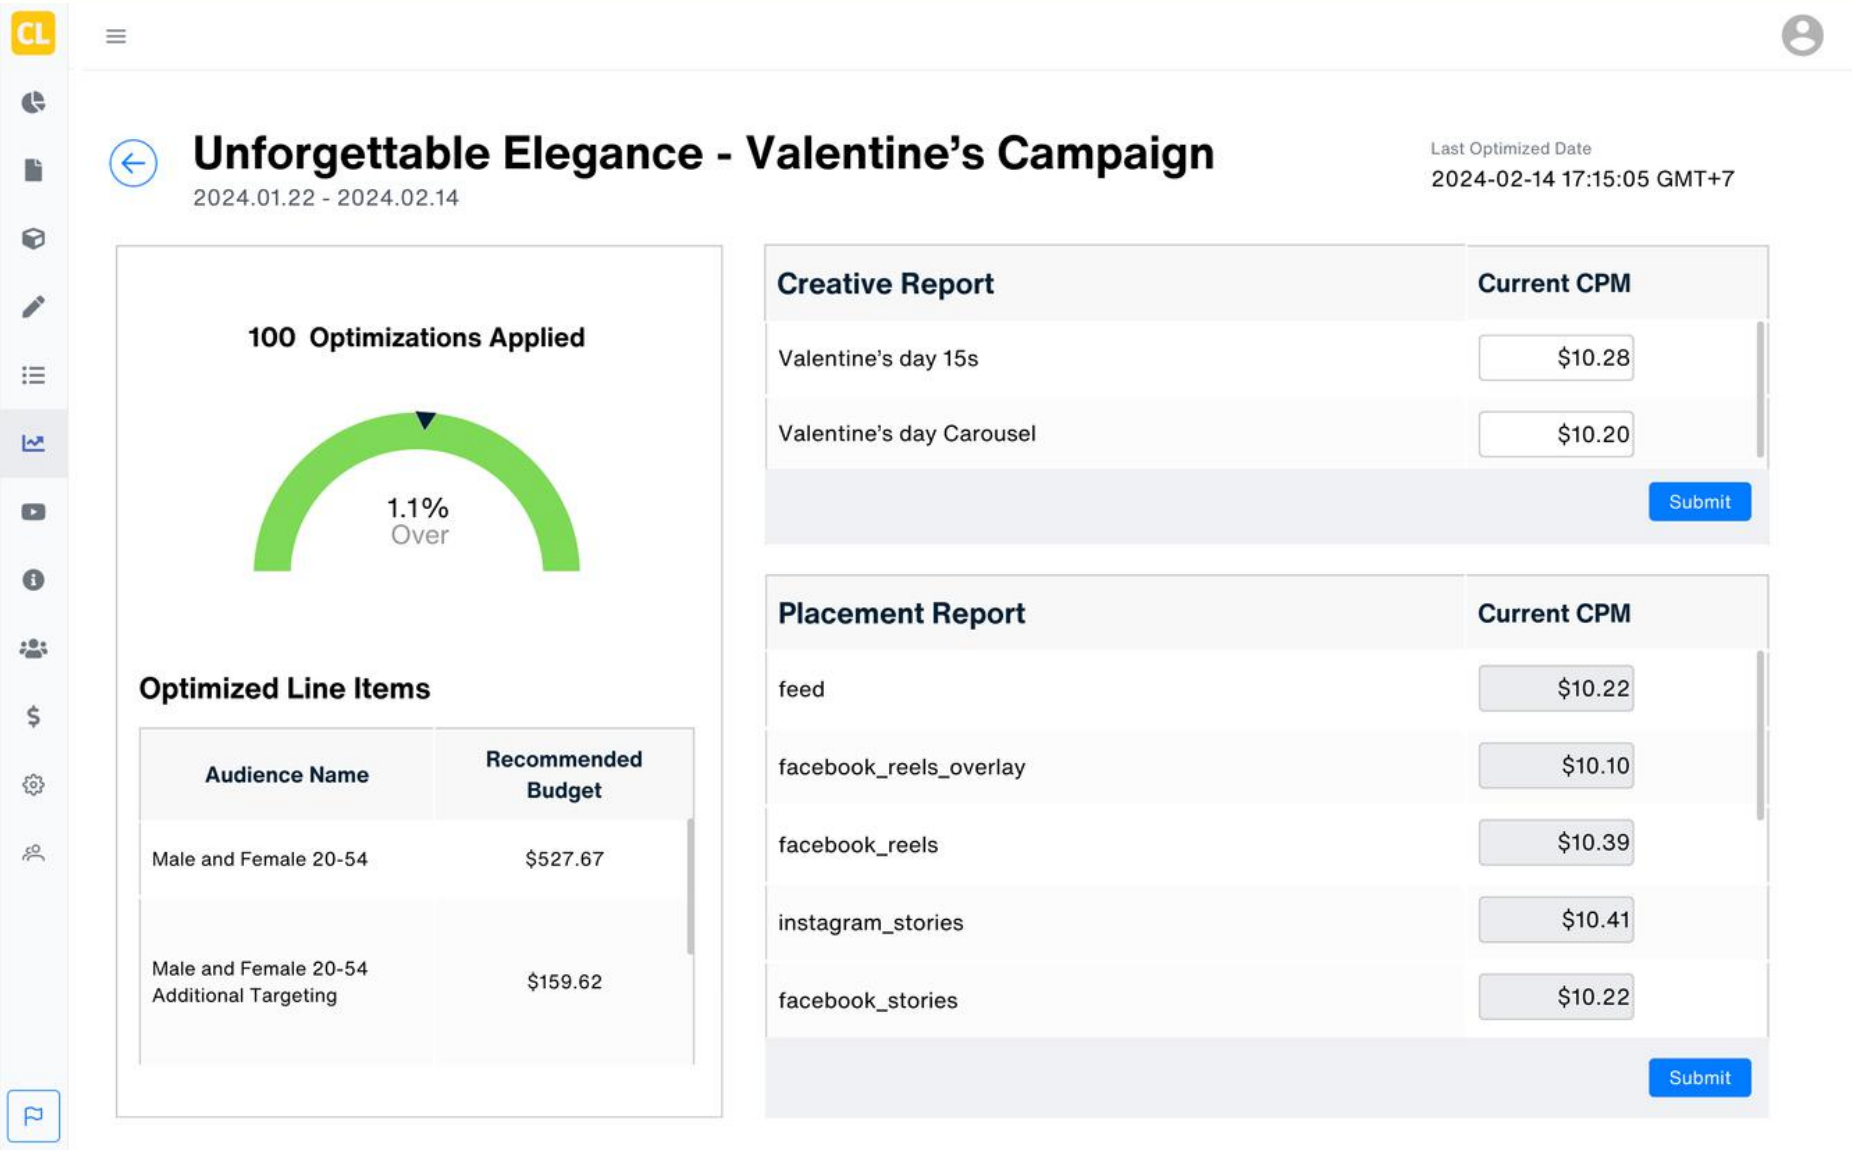 CL
Unforgettable Elegance - Valentine’s Campaign
2024.01.22 - 2024.02.14
Last Optimized Date
2024-02-14 17:15:05 GMT+7
100 Optimizations Applied
1.1%
Over
Optimized Line Items
Audience Name
Recommended
Budget
Male and Female 20-54
$527.67
Male and Female 20-54
Additional Targeting
$159.62
Creative Report
Current CPM
Valentine’s day 15s
$10.28
Valentine’s day Carousel
$10.20
Submit
Placement Report
Current CPM
feed
$10.22
facebook_reels_overlay
$10.10
facebook_reels
$10.39
instagram_stories
$10.41
facebook_stories
$10.22
Submit